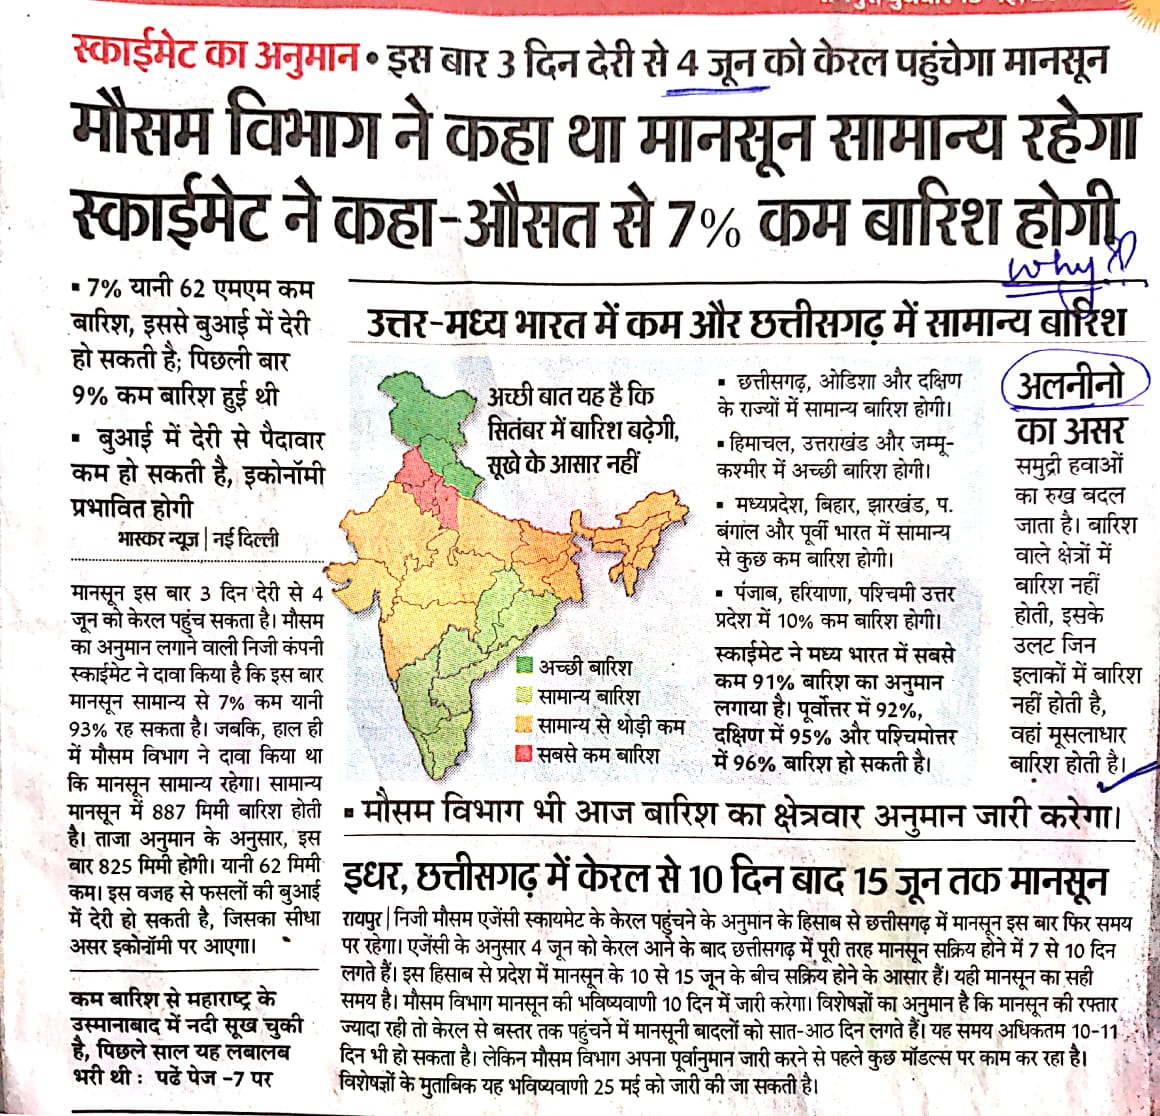 स्काईमेट का अनुमान • इस बार 3 दिन देरी से 4 जून को केरल पहुंचेगा मानसून
मौसम विभाग ने कहा था मानसून सामान्य रहेगा
स्काईमेट ने कहा-औसत से 7% कम बारिश होगी
why
▪ 7% यानी 62 एमएम कम
बारिश, इससे बुआई में देरी
हो सकती है; पिछली बार
9% कम बारिश हुई थी
▪ बुआई में देरी से पैदावार
कम हो सकती है, इकोनॉमी
प्रभावित होगी
भास्कर न्यूज | नई दिल्ली
मानसून इस बार 3 दिन देरी से 4
जून को केरल पहुंच सकता है। मौसम
का अनुमान लगाने वाली निजी कंपनी
स्काईमेट ने दावा किया है कि इस बार
मानसून सामान्य से 7% कम यानी
93% रह सकता है। जबकि, हाल ही
में मौसम विभाग ने दावा किया था
कि मानसून सामान्य रहेगा। सामान्य
मानसून में 887 मिमी बारिश होती
है। ताजा अनुमान के अनुसार, इस
बार 825 मिमी होगी। यानी 62 मिमी
कम। इस वजह से फसलों की बुआई
में देरी हो सकती है, जिसका सीधा
असर इकोनॉमी पर आएगा।
कम बारिश से महाराष्ट्र के
उस्मानाबाद में नदी सूख चुकी
है, पिछले साल यह लबालब
भरी थी : पढें पेज -7 पर
उत्तर-मध्य भारत में कम और छत्तीसगढ़ में सामान्य बारिश
अच्छी बात यह है कि
सितंबर में बारिश बढ़ेगी,
सूखे के आसार नहीं
अच्छी बारिश
सामान्य बारिश
सामान्य से थोड़ी कम
सबसे कम बारिश
▪ छत्तीसगढ़, ओडिशा और दक्षिण
के राज्यों में सामान्य बारिश होगी।
▪ हिमाचल, उत्तराखंड और जम्मू-
कश्मीर में अच्छी बारिश होगी।
▪ मध्यप्रदेश, बिहार, झारखंड, प.
बंगाल और पूर्वी भारत में सामान्य
से कुछ कम बारिश होगी।
▪ पंजाब, हरियाणा, पश्चिमी उत्तर
प्रदेश में 10% कम बारिश होगी।
स्काईमेट ने मध्य भारत में सबसे
कम 91% बारिश का अनुमान
लगाया है। पूर्वोत्तर में 92%,
दक्षिण में 95% और पश्चिमोत्तर
में 96% बारिश हो सकती है।
अलनीनो
का असर
समुद्री हवाओं
का रुख बदल
जाता है। बारिश
वाले क्षेत्रों में
बारिश नहीं
होती, इसके
उलट जिन
इलाकों में बारिश
नहीं होती है,
वहां मूसलाधार
बारिश होती है।
▪ मौसम विभाग भी आज बारिश का क्षेत्रवार अनुमान जारी करेगा।
इधर, छत्तीसगढ़ में केरल से 10 दिन बाद 15 जून तक मानसून
रायपुर | निजी मौसम एजेंसी स्कायमेट के केरल पहुंचने के अनुमान के हिसाब से छत्तीसगढ़ में मानसून इस बार फिर समय
पर रहेगा। एजेंसी के अनुसार 4 जून को केरल आने के बाद छत्तीसगढ़ में पूरी तरह मानसून सक्रिय होने में 7 से 10 दिन
लगते हैं। इस हिसाब से प्रदेश में मानसून के 10 से 15 जून के बीच सक्रिय होने के आसार हैं। यही मानसून का सही
समय है। मौसम विभाग मानसून की भविष्यवाणी 10 दिन में जारी करेगा। विशेषज्ञों का अनुमान है कि मानसून की रफ्तार
ज्यादा रही तो केरल से बस्तर तक पहुंचने में मानसूनी बादलों को सात-आठ दिन लगते हैं। यह समय अधिकतम 10-11
दिन भी हो सकता है। लेकिन मौसम विभाग अपना पूर्वानुमान जारी करने से पहले कुछ मॉडल्स पर काम कर रहा है।
विशेषज्ञों के मुताबिक यह भविष्यवाणी 25 मई को जारी की जा सकती है।